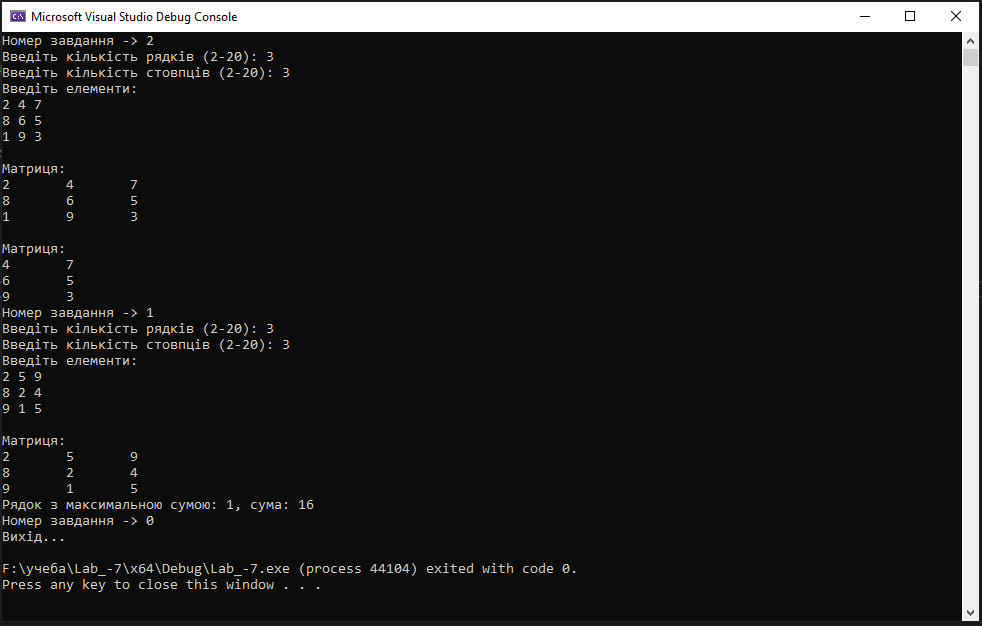 Microsoft Visual Studio Debug Console
Номер завдання -> 2
Введіть кількість рядків (2-20): 3
Введіть кількість стовпців (2-20): 3
Введіть елементи:
2 4 7
8 6 5
1 9 3
Матриця:
2 4 7
8 6 5
1 9 3
Матриця:
4 7
6 5
9 3
Номер завдання -> 1
Введіть кількість рядків (2-20): 3
Введіть кількість стовпців (2-20): 3
Введіть елементи:
2 5 9
8 2 4
9 1 5
Матриця:
2 5 9
8 2 4
9 1 5
Рядок з максимальною сумою: 1, сума: 16
Номер завдання -> 0
Вихід...
F:\учеба\Lab_-7\x64\Debug\Lab_-7.exe (process 44104) exited with code 0.
Press any key to close this window . . .